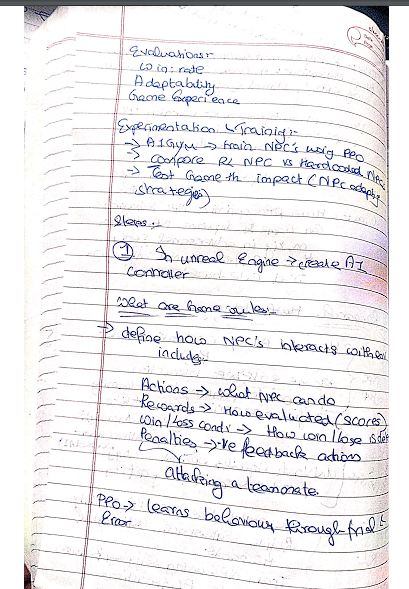 Evaluations:-
Win: rate
Adaptability
Game Experience
Experimentation & Training:-
→ AI Gym → train NPC's using PPO
→ Compare RL NPC vs Hardcoded NPC
→ Test Game th impact (NPC adapting
strategies)
Steps:-
① In unreal Engine → create AI
Controller
What are Game rules:-
→ define how NPC's interacts with
includes-
Actions → what NPC can do
Rewards → How evaluated (scores)
Win/loss condi → How win/lose is
Penalties → -ve feedback actions
Attacking a teammate.
PPO → learns behaviour through trial &
Error